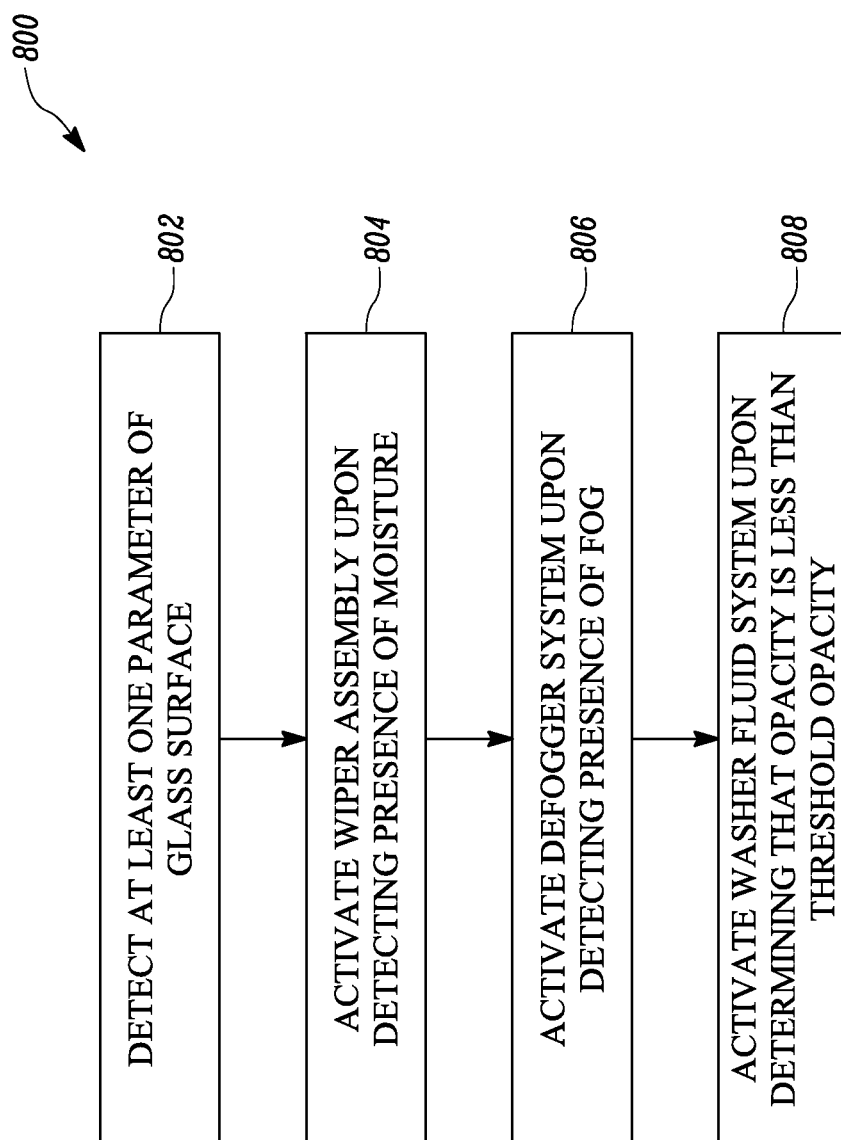 800
DETECT AT LEAST ONE PARAMETER OF
GLASS SURFACE
802
ACTIVATE WIPER ASSEMBLY UPON
DETECTING PRESENCE OF MOISTURE
804
ACTIVATE DEFOGGER SYSTEM UPON
DETECTING PRESENCE OF FOG
806
ACTIVATE WASHER FLUID SYSTEM UPON
DETERMINING THAT OPACITY IS LESS THAN
THRESHOLD OPACITY
808